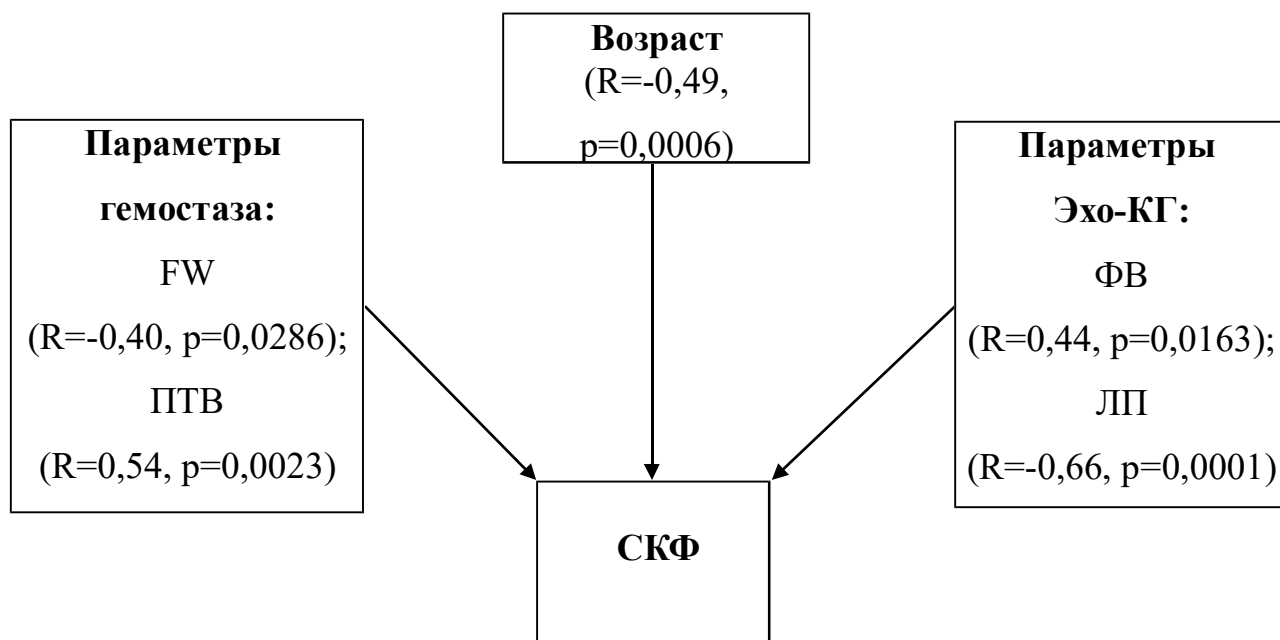 Возраст
(R=-0,49,
p=0,0006)
Параметры
гемостаза:
FW
(R=-0,40, p=0,0286);
ПТВ
(R=0,54, p=0,0023)
Параметры
Эхо-КГ:
ФВ
(R=0,44, p=0,0163);
ЛП
(R=-0,66, p=0,0001)
СКФ